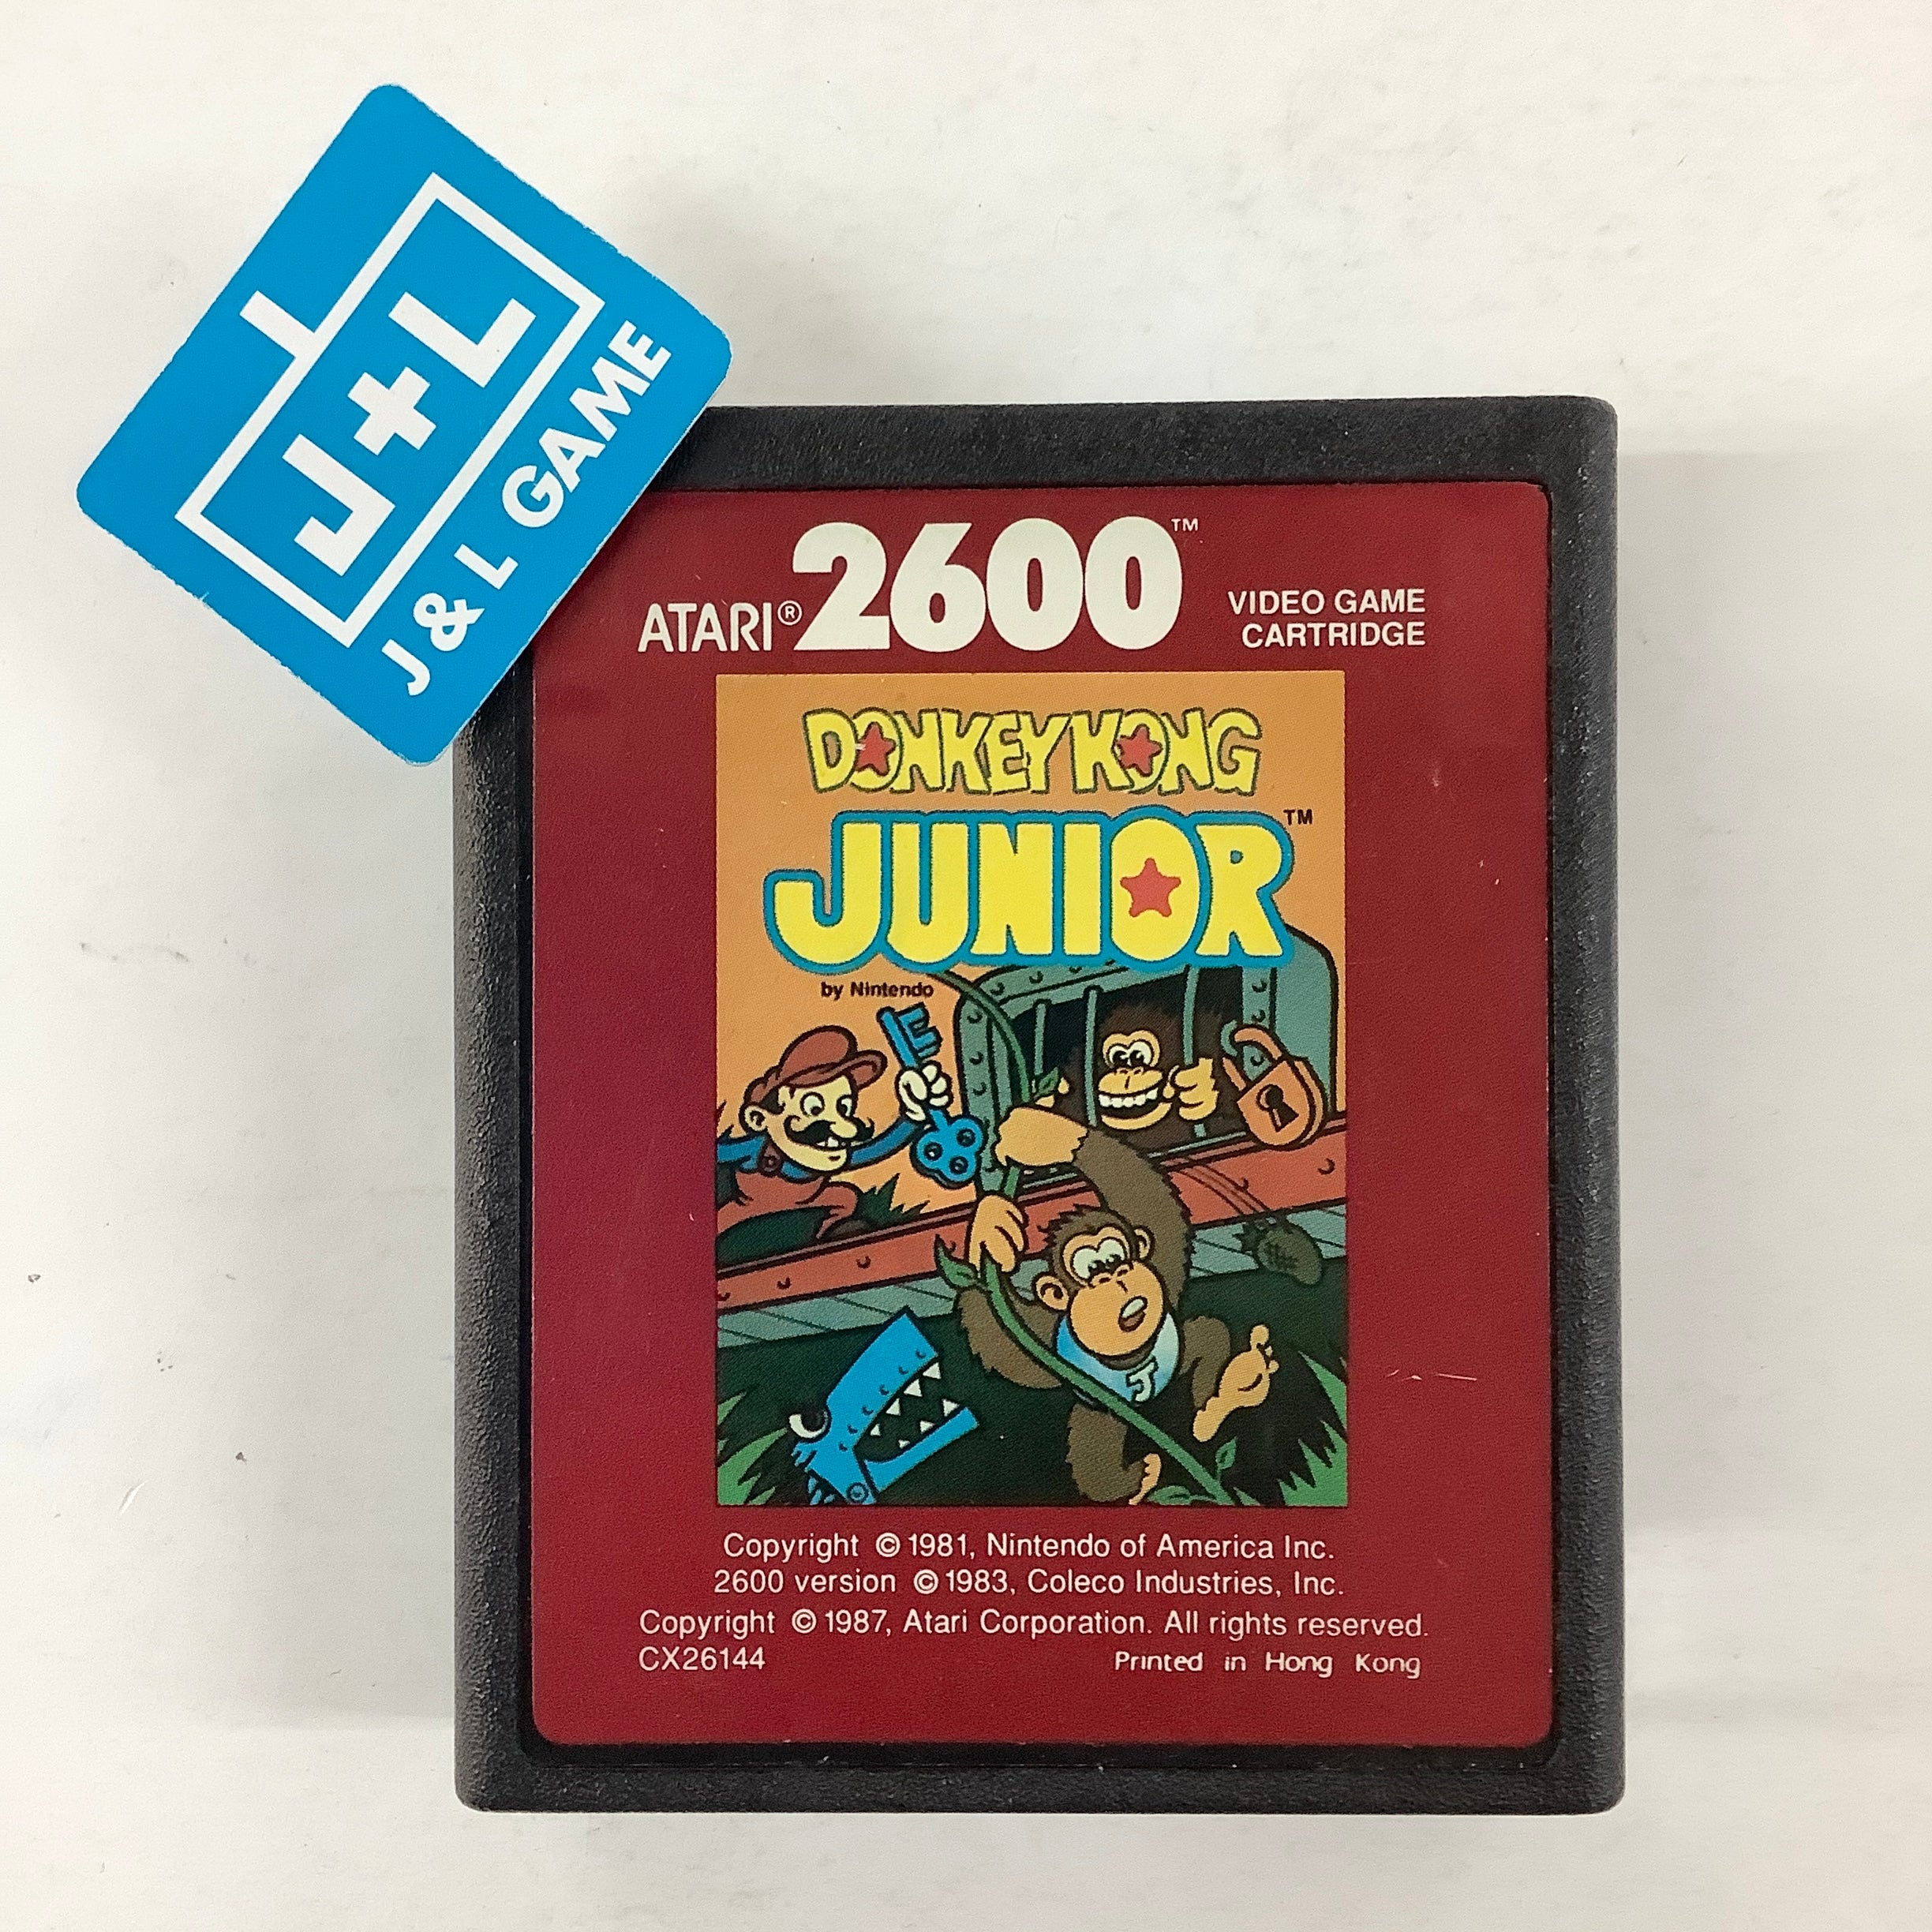 J+L
J & L GAME
ATARI® 2600™ VIDEO GAME CARTRIDGE
DONKEY KONG
JUNIOR™
by Nintendo
J
Copyright © 1981, Nintendo of America Inc.
2600 version © 1983, Coleco Industries, Inc.
Copyright © 1987, Atari Corporation. All rights reserved.
CX26144 Printed in Hong Kong